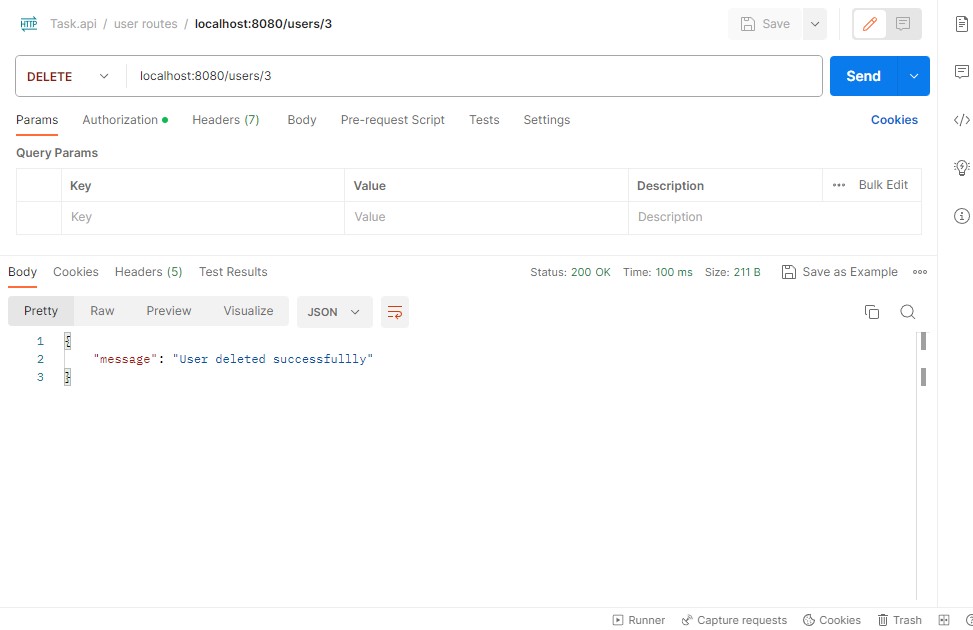 HTTP Task.api / user routes / localhost:8080/users/3 Save
DELETE localhost:8080/users/3 Send
Params Authorization Headers (7) Body Pre-request Script Tests Settings Cookies
Query Params
Key Value Description Bulk Edit
Key Value Description
Body Cookies Headers (5) Test Results Status: 200 OK Time: 100 ms Size: 211 B Save as Example
Pretty Raw Preview Visualize JSON
1 {
2 "message": "User deleted successfullly"
3 }
Runner Capture requests Cookies Trash